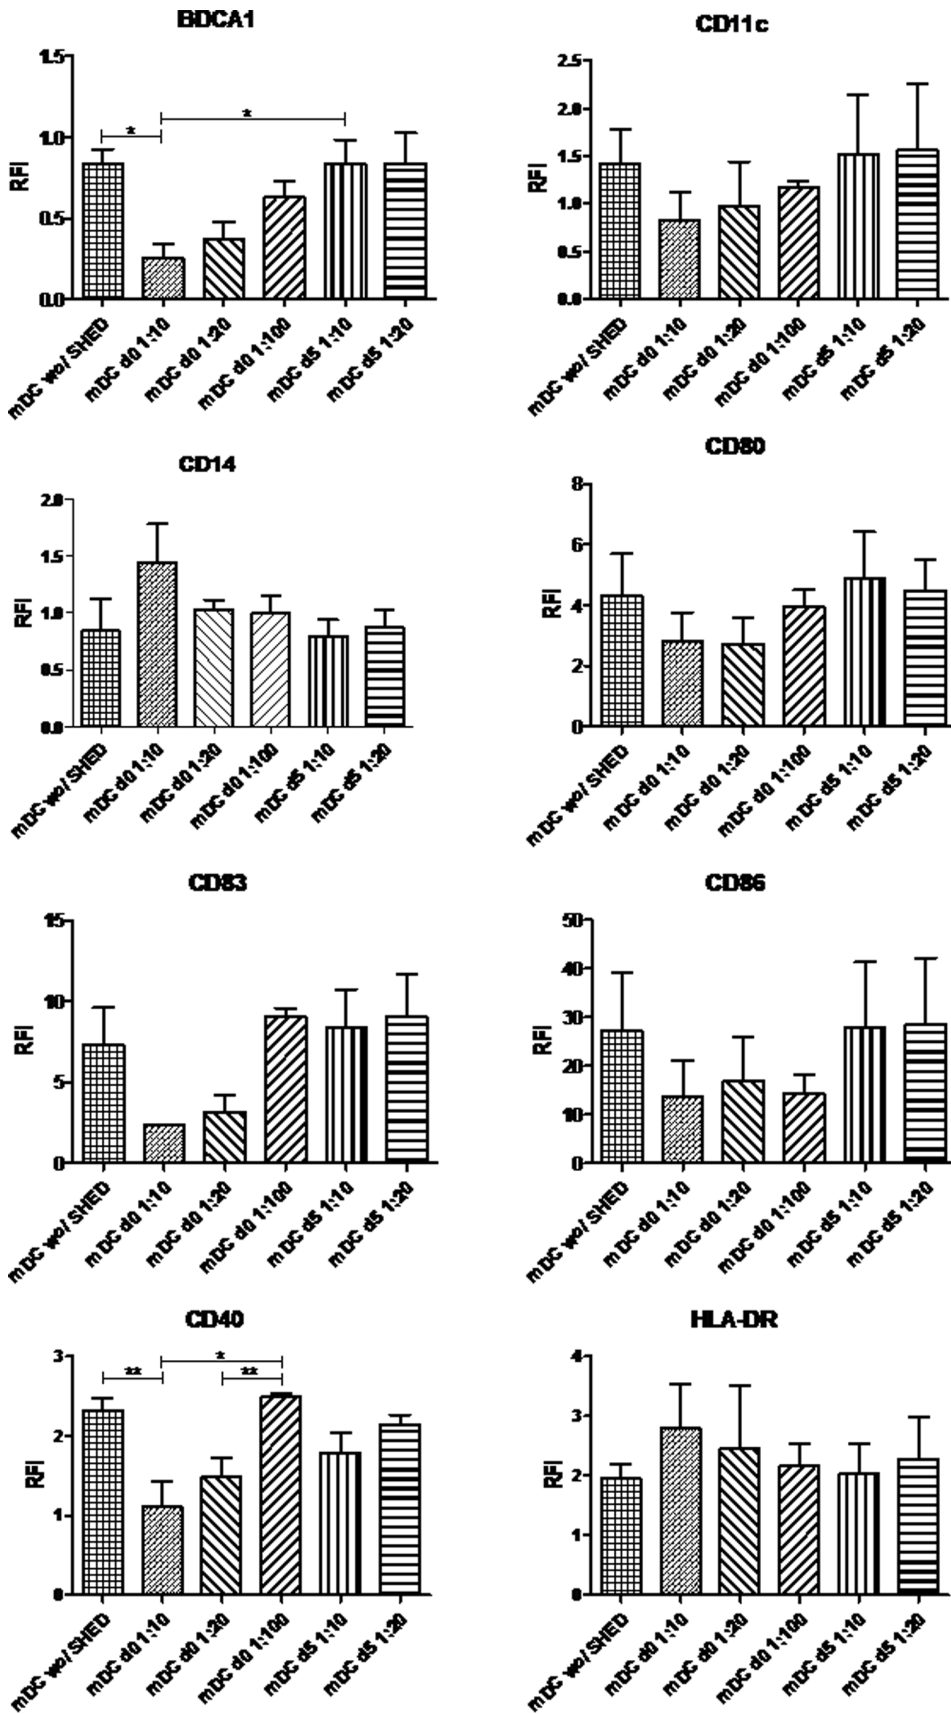 BDCA1
1.5
1.0
0.5
0.0
RFI
*
*
mDC wo/ SHED
mDC d0 1:10
mDC d0 1:20
mDC d0 1:100
mDC d5 1:10
mDC d5 1:20
CD11c
2.5
2.0
1.5
1.0
0.5
0.0
RFI
mDC wo/ SHED
mDC d0 1:10
mDC d0 1:20
mDC d0 1:100
mDC d5 1:10
mDC d5 1:20
CD14
2.0
1.5
1.0
0.5
0.0
RFI
mDC wo/ SHED
mDC d0 1:10
mDC d0 1:20
mDC d0 1:100
mDC d5 1:10
mDC d5 1:20
CD80
8
6
4
2
0
RFI
mDC wo/ SHED
mDC d0 1:10
mDC d0 1:20
mDC d0 1:100
mDC d5 1:10
mDC d5 1:20
CD83
15
10
5
0
RFI
mDC wo/ SHED
mDC d0 1:10
mDC d0 1:20
mDC d0 1:100
mDC d5 1:10
mDC d5 1:20
CD86
50
40
30
20
10
0
RFI
mDC wo/ SHED
mDC d0 1:10
mDC d0 1:20
mDC d0 1:100
mDC d5 1:10
mDC d5 1:20
CD40
3
2
1
0
RFI
**
*
**
mDC wo/ SHED
mDC d0 1:10
mDC d0 1:20
mDC d0 1:100
mDC d5 1:10
mDC d5 1:20
HLA-DR
4
3
2
1
0
RFI
mDC wo/ SHED
mDC d0 1:10
mDC d0 1:20
mDC d0 1:100
mDC d5 1:10
mDC d5 1:20